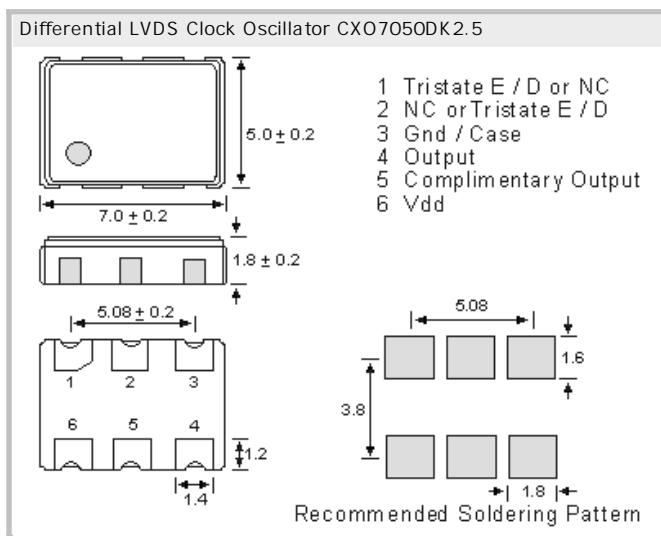 Differential LVDS Clock Oscillator CXO7050DK2.5
1 Tristate E / D or NC
2 NC or Tristate E / D
3 Gnd / Case
4 Output
5 Complimentary Output
6 Vdd
5.0 ± 0.2
7.0 ± 0.2
1.8 ± 0.2
5.08 ± 0.2
1 2 3
6 5 4
1.2
1.4
5.08
1.6
3.8
1.8
Recommended Soldering Pattern